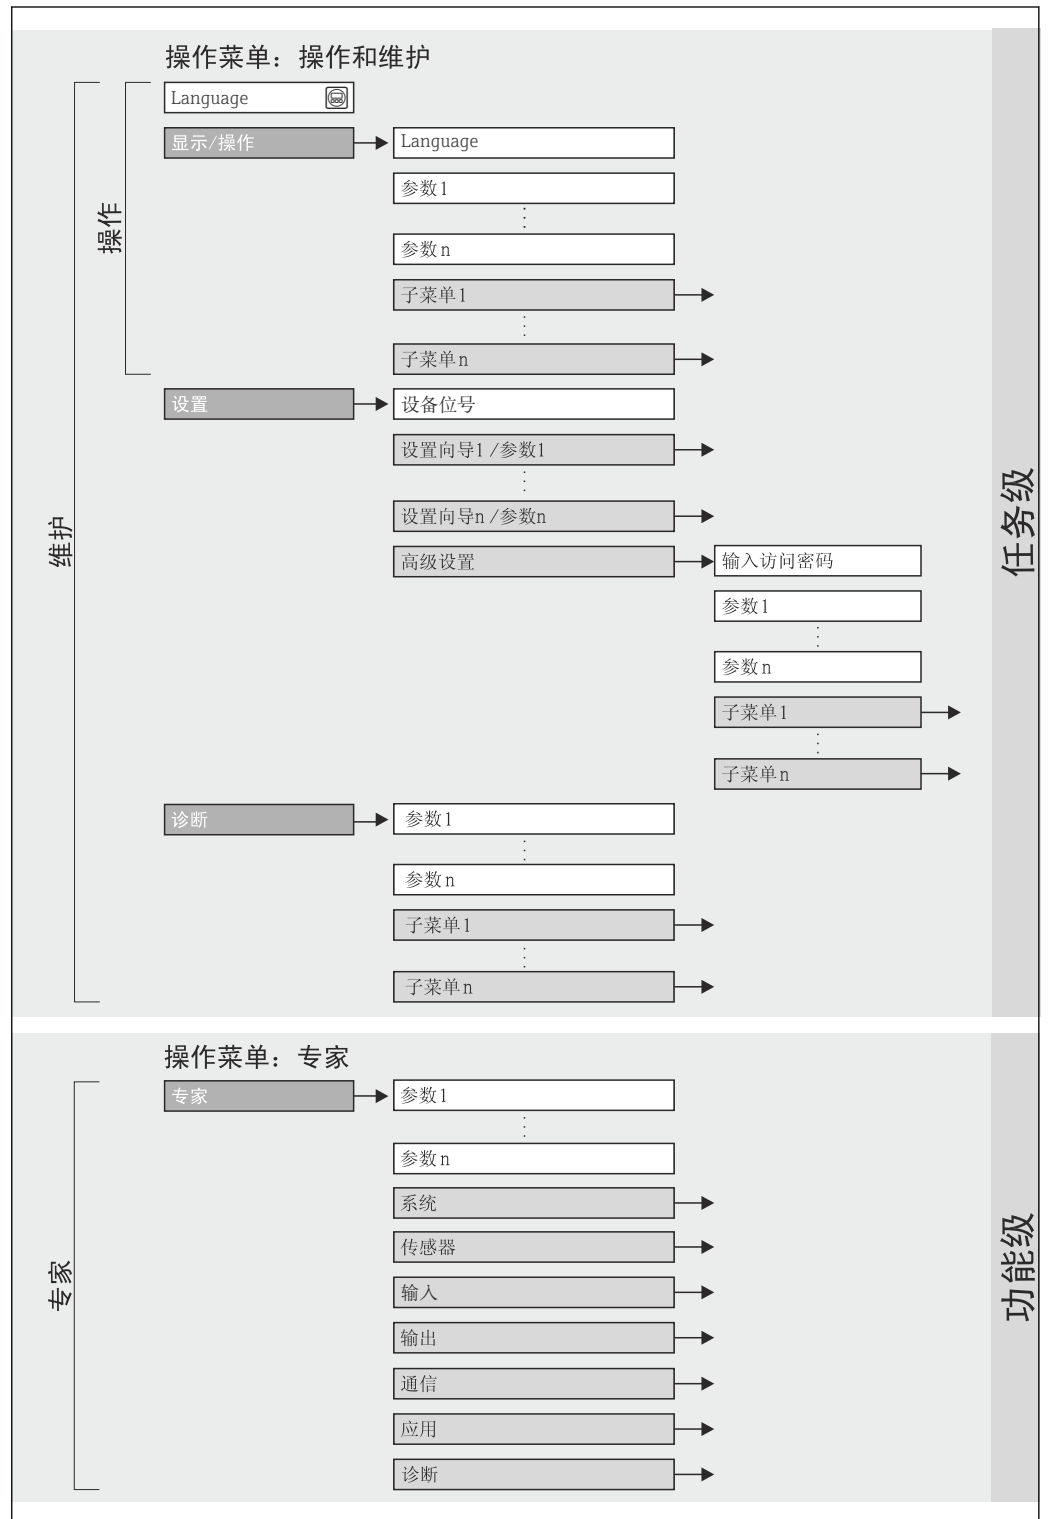 操作菜单：操作和维护
Language
显示/操作
Language
参数1
参数n
子菜单1
子菜单n
操作
设置
设备位号
设置向导1 /参数1
设置向导n /参数n
高级设置
输入访问密码
参数1
参数n
子菜单1
子菜单n
维护
任务级
诊断
参数1
参数n
子菜单1
子菜单n
操作菜单：专家
专家
参数1
参数n
系统
传感器
输入
输出
通信
应用
诊断
专家
功能级